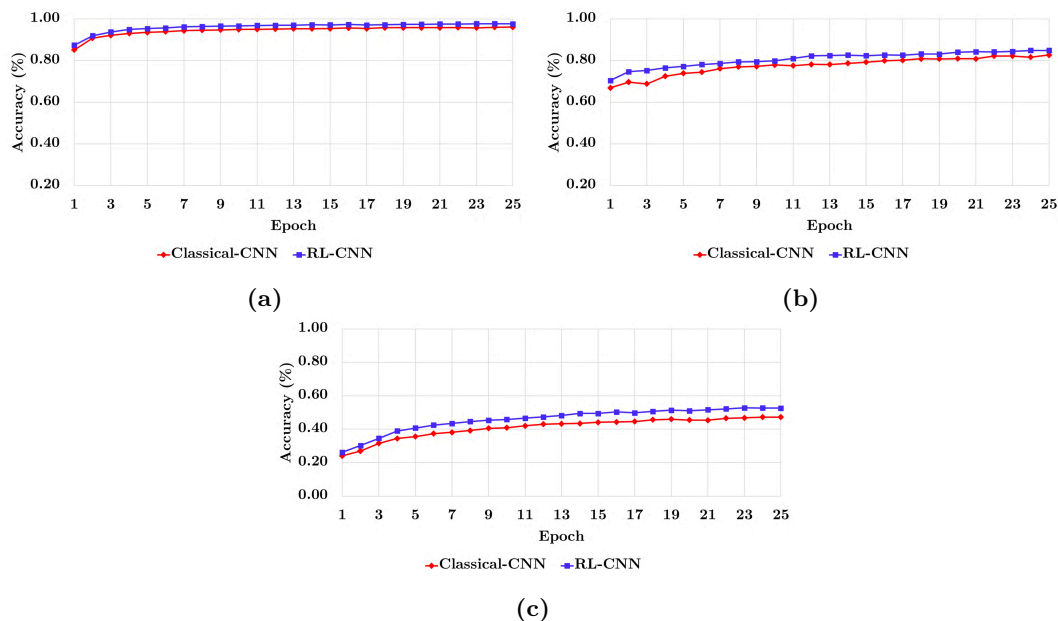 1.00
0.80
0.60
0.40
0.20
Accuracy (%)
1 3 5 7 9 11 13 15 17 19 21 23 25
Epoch
Classical-CNN RL-CNN
(a)
1.00
0.80
0.60
0.40
0.20
Accuracy (%)
1 3 5 7 9 11 13 15 17 19 21 23 25
Epoch
Classical-CNN RL-CNN
(b)
1.00
0.80
0.60
0.40
0.20
0.00
Accuracy (%)
1 3 5 7 9 11 13 15 17 19 21 23 25
Epoch
Classical-CNN RL-CNN
(c)